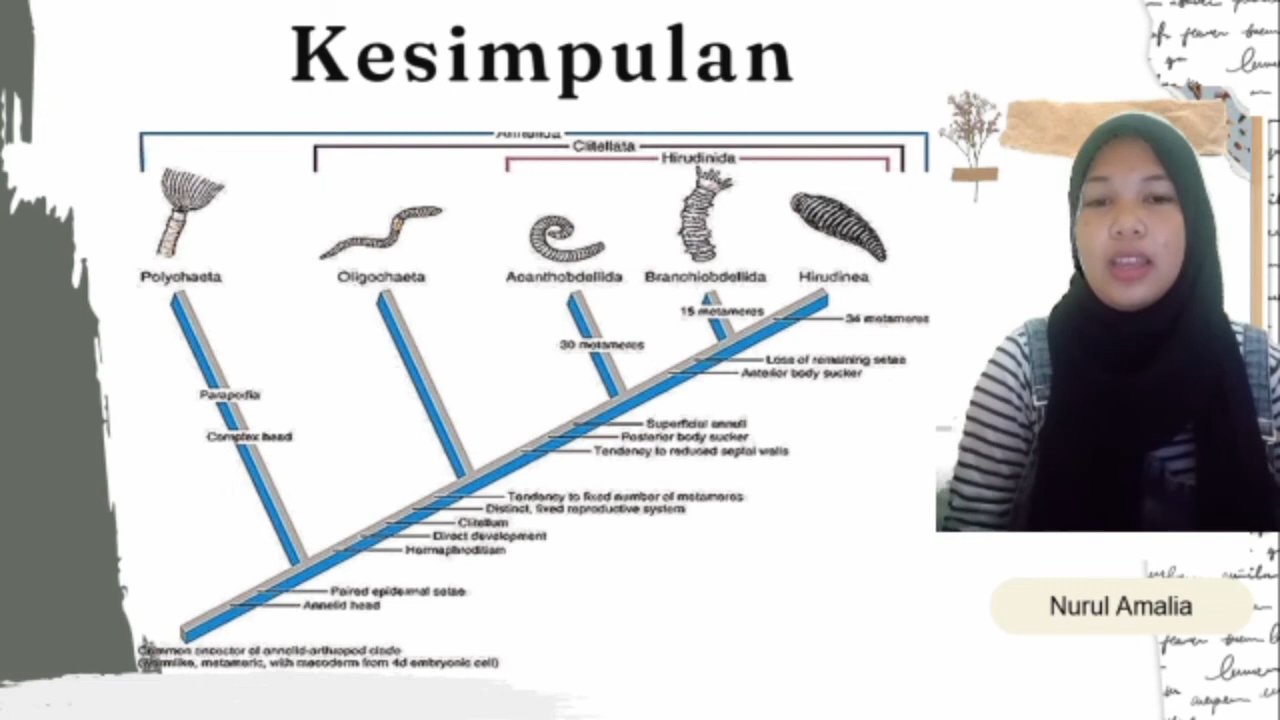 Kesimpulan
Annelida
Clitellata
Hirudinida
Polychaeta
Oligochaeta
Acanthobdellida
Branchiobdellida
Hirudinea
15 metameres
34 metameres
30 metameres
Loss of remaining setae
Anterior body sucker
Parapodia
Superficial annuli
Complex head
Posterior body sucker
Tendency to reduced septal walls
Tendency to fixed number of metameres
Distinct, fixed reproductive system
Clitellum
Direct development
Hermaphroditism
Paired epidermal setae
Annelid head
Nurul Amalia
Common ancestor of annelid-arthropod clade
(wormlike, metameric, with mesoderm from 4d embryonic cell)